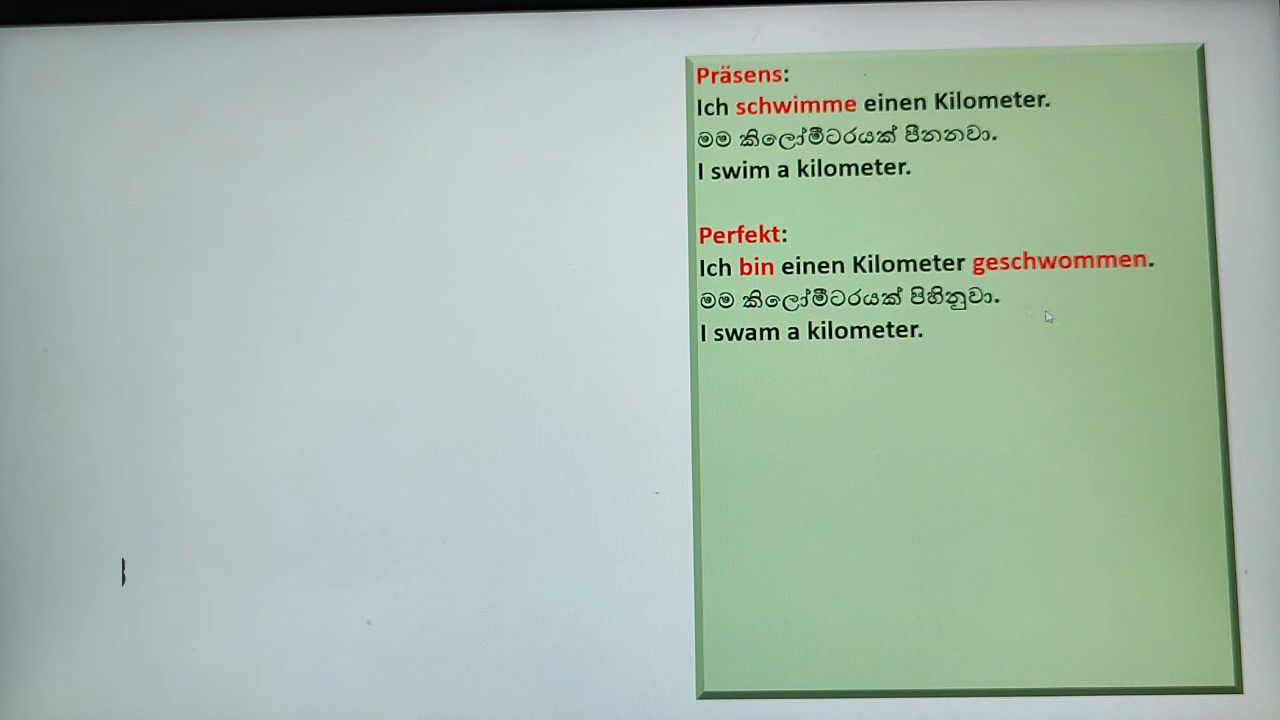 Präsens:
Ich schwimme einen Kilometer.
මම කිලෝමීටරයක් පීනනවා.
I swim a kilometer.
Perfekt:
Ich bin einen Kilometer geschwommen.
මම කිලෝමීටරයක් පිහිනුවා.
I swam a kilometer.